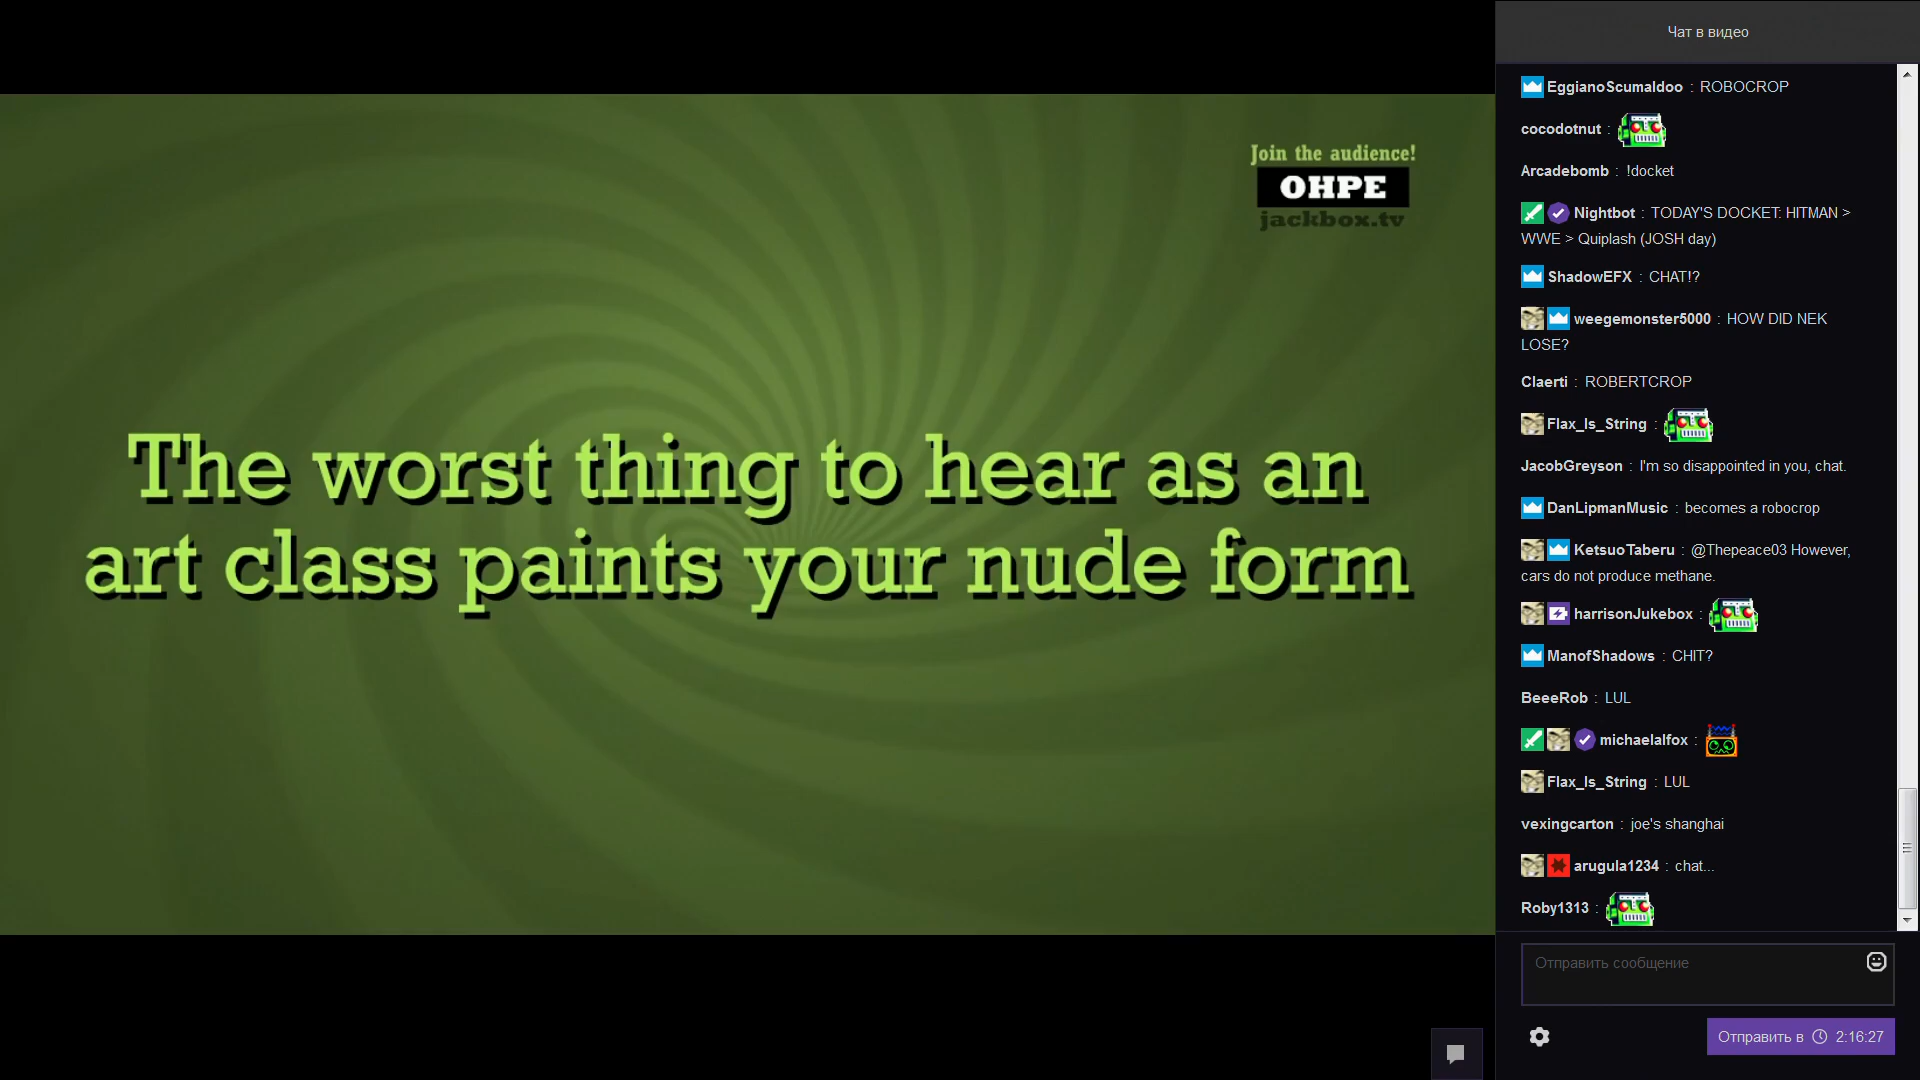 Join the audience!
OHPE
jackbox.tv
The worst thing to hear as an
art class paints your nude form
Чат в видео
EggianoScumaldoo : ROBOCROP
cocodotnut :
Arcadebomb : !docket
Nightbot : TODAY'S DOCKET: HITMAN >
WWE > Quiplash (JOSH day)
ShadowEFX : CHAT!?
weegemonster5000 : HOW DID NEK
LOSE?
Claerti : ROBERTCROP
Flax_Is_String :
JacobGreyson : I'm so disappointed in you, chat.
DanLipmanMusic : becomes a robocrop
KetsuoTaberu : @Thepeace03 However,
cars do not produce methane.
harrisonJukebox :
ManofShadows : CHIT?
BeeeRob : LUL
michaelalfox :
Flax_Is_String : LUL
vexingcarton : joe's shanghai
arugula1234 : chat...
Roby1313 :
Отправить сообщение
Отправить в 2:16:27